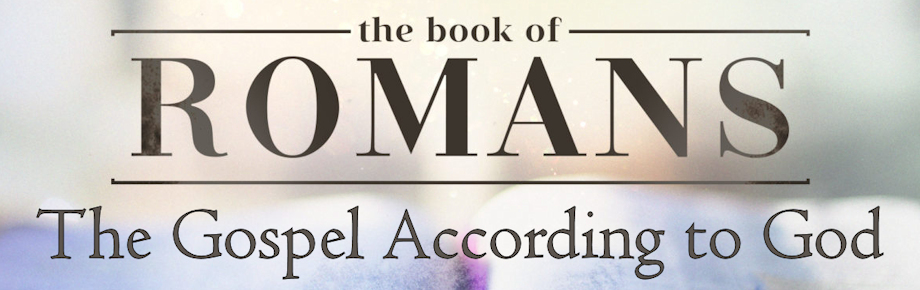 the book of
ROMANS
The Gospel According to God